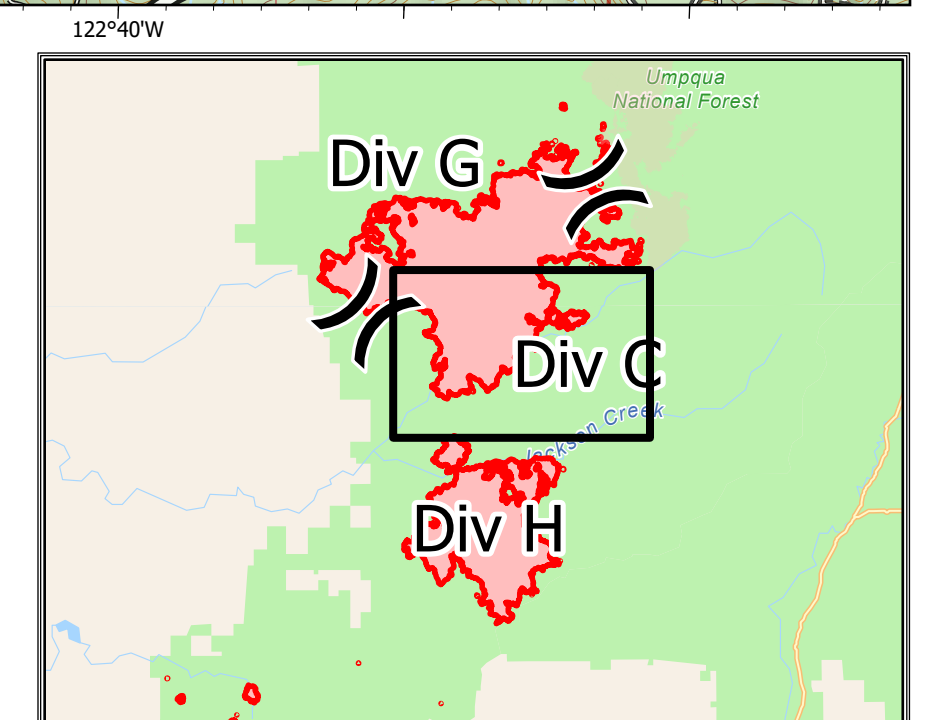 122°40'W
Umpqua
National Forest
Div G
Div C
Jackson Creek
Div H